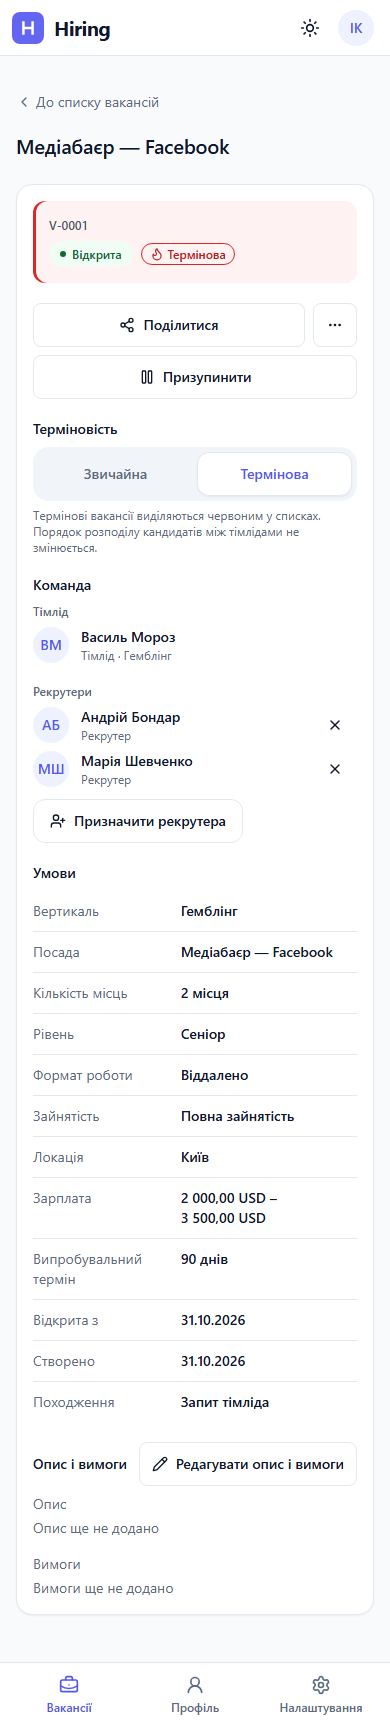 H Hiring
ІК
До списку вакансій
Медіабаєр — Facebook
V-0001
Відкрита
Термінова
Поділитися
Призупинити
Терміновість
Звичайна
Термінова
Термінові вакансії виділяються червоним у списках.
Порядок розподілу кандидатів між тімлідами не
змінюється.
Команда
Тімлід
ВМ
Василь Мороз
Тімлід · Гемблінг
Рекрутери
АБ
Андрій Бондар
Рекрутер
МШ
Марія Шевченко
Рекрутер
Призначити рекрутера
Умови
Вертикаль Гемблінг
Посада Медіабаєр — Facebook
Кількість місць 2 місця
Рівень Сеніор
Формат роботи Віддалено
Зайнятість Повна зайнятість
Локація Київ
Зарплата 2 000,00 USD –
3 500,00 USD
Випробувальний 90 днів
термін
Відкрита з 31.10.2026
Створено 31.10.2026
Походження Запит тімліда
Опис і вимоги
Редагувати опис і вимоги
Опис
Опис ще не додано
Вимоги
Вимоги ще не додано
Вакансії
Профіль
Налаштування